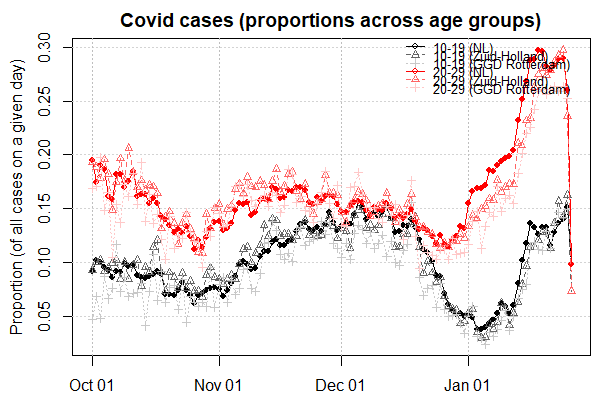 Covid cases (proportions across age groups)
10-19 (NL)
10-19 (Zuid-Holland)
10-19 (GGD Rotterdam)
20-29 (NL)
20-29 (Zuid-Holland)
20-29 (GGD Rotterdam)
Proportion (of all cases on a given day)
0.30
0.25
0.20
0.15
0.10
0.05
Oct 01 Nov 01 Dec 01 Jan 01